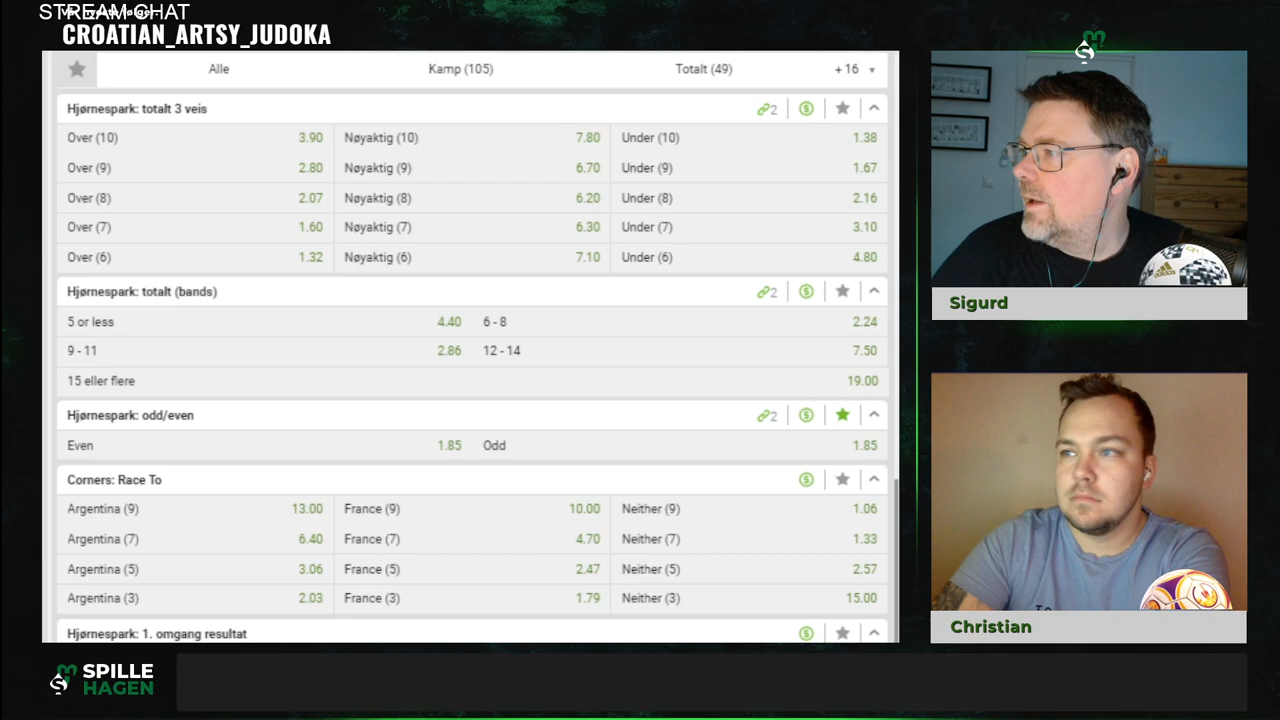 STREAM CHAT
CROATIAN_ARTSY_JUDOKA
Alle Kamp (105) Totalt (49) +16
Hjørnespark: totalt 3 veis 2
Over (10) 3.90 Nøyaktig (10) 7.80 Under (10) 1.38
Over (9) 2.80 Nøyaktig (9) 6.70 Under (9) 1.67
Over (8) 2.07 Nøyaktig (8) 6.20 Under (8) 2.16
Over (7) 1.60 Nøyaktig (7) 6.30 Under (7) 3.10
Over (6) 1.32 Nøyaktig (6) 7.10 Under (6) 4.80
Hjørnespark: totalt (bands) 2
5 or less 4.40 6 - 8 2.24
9 - 11 2.86 12 - 14 7.50
15 eller flere 19.00
Hjørnespark: odd/even 2
Even 1.85 Odd 1.85
Corners: Race To
Argentina (9) 13.00 France (9) 10.00 Neither (9) 1.06
Argentina (7) 6.40 France (7) 4.70 Neither (7) 1.33
Argentina (5) 3.06 France (5) 2.47 Neither (5) 2.57
Argentina (3) 2.03 France (3) 1.79 Neither (3) 15.00
Hjørnespark: 1. omgang resultat
adidas
Sigurd
Christian
SPILLE
HAGEN